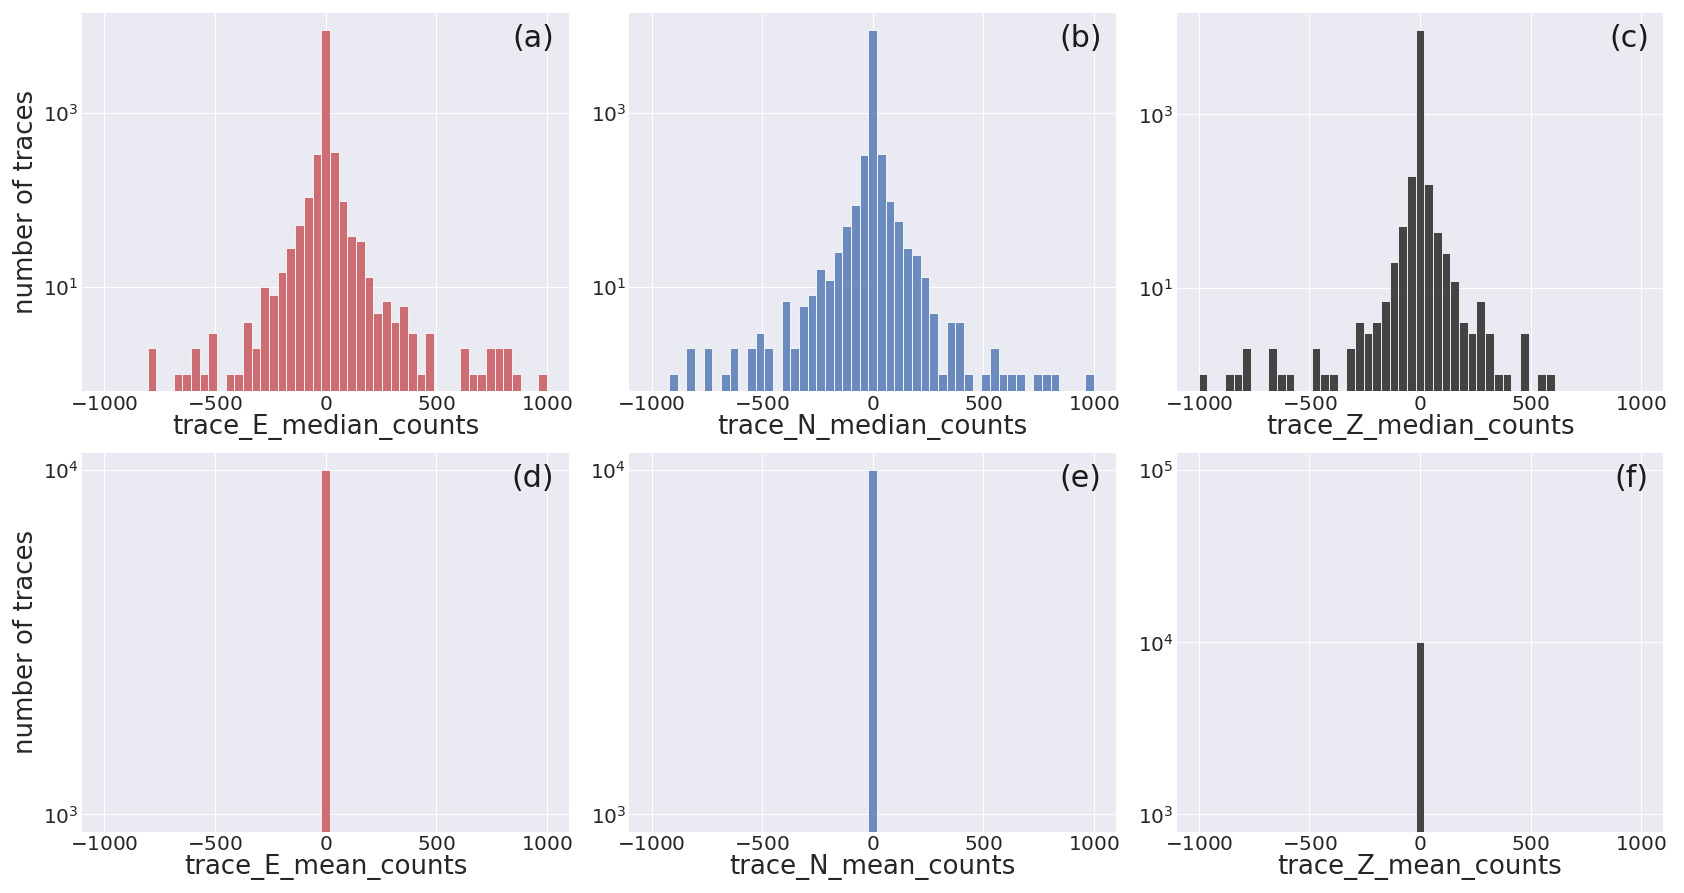 number of traces
10³
10¹
(a)
−1000 −500 0 500 1000
trace_E_median_counts
10³
10¹
(b)
−1000 −500 0 500 1000
trace_N_median_counts
10³
10¹
(c)
−1000 −500 0 500 1000
trace_Z_median_counts
number of traces
10⁴
10³
(d)
−1000 −500 0 500 1000
trace_E_mean_counts
10⁴
10³
(e)
−1000 −500 0 500 1000
trace_N_mean_counts
10⁵
10⁴
10³
(f)
−1000 −500 0 500 1000
trace_Z_mean_counts